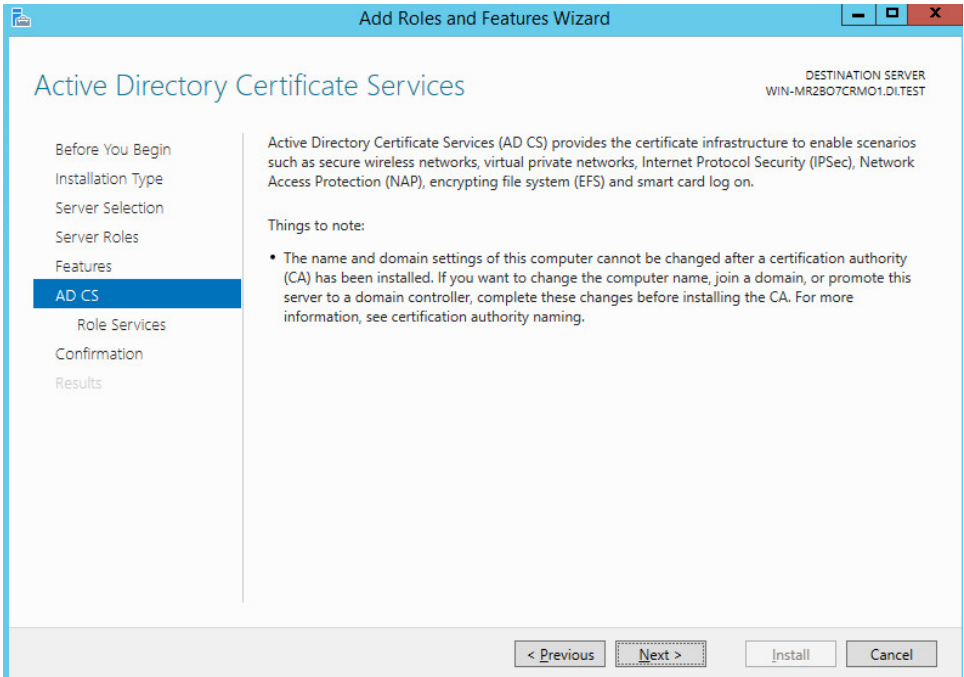 Add Roles and Features Wizard
Active Directory Certificate Services
DESTINATION SERVER
WIN-MR2BO7CRMO1.DI.TEST
Before You Begin
Installation Type
Server Selection
Server Roles
Features
AD CS
Role Services
Confirmation
Results
Active Directory Certificate Services (AD CS) provides the certificate infrastructure to enable scenarios
such as secure wireless networks, virtual private networks, Internet Protocol Security (IPSec), Network
Access Protection (NAP), encrypting file system (EFS) and smart card log on.
Things to note:
• The name and domain settings of this computer cannot be changed after a certification authority
(CA) has been installed. If you want to change the computer name, join a domain, or promote this
server to a domain controller, complete these changes before installing the CA. For more
information, see certification authority naming.
< Previous
Next >
Install
Cancel